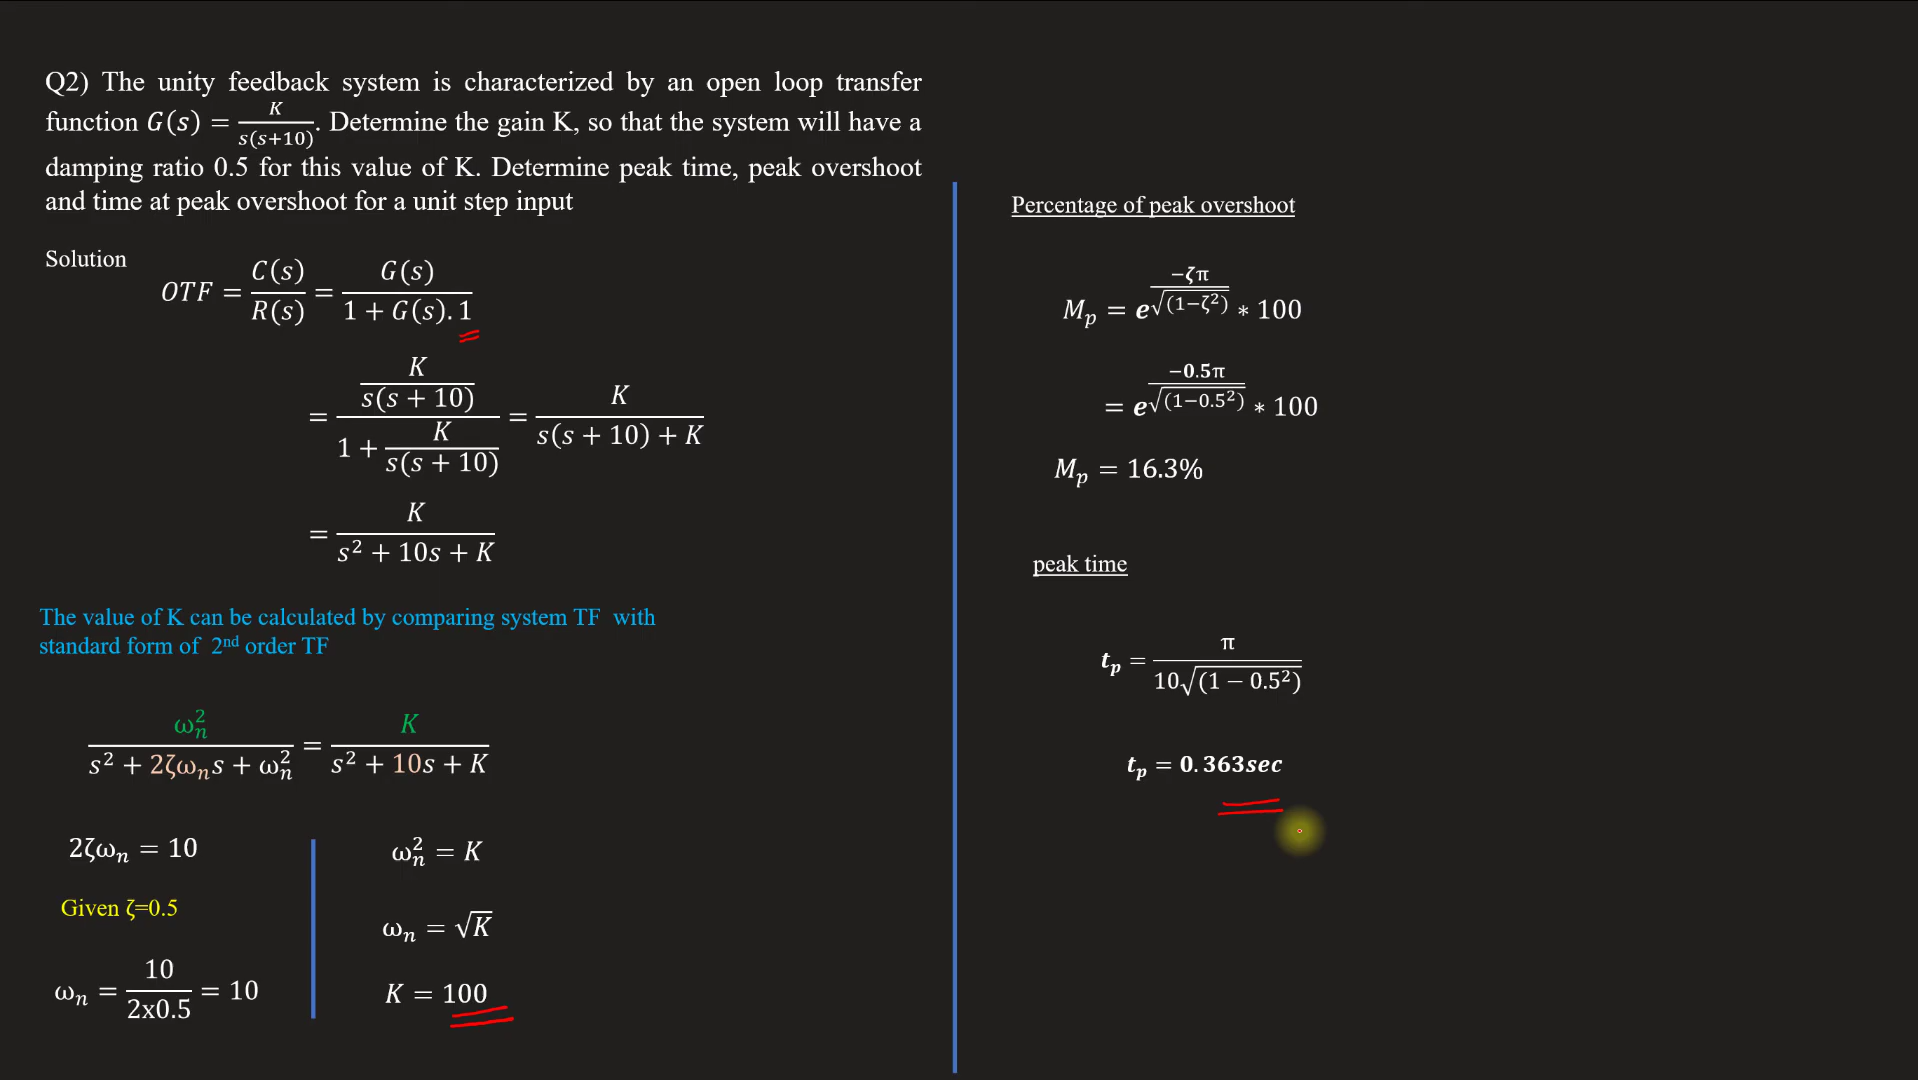 Q2) The unity feedback system is characterized by an open loop transfer
function G(s) = K / s(s+10). Determine the gain K, so that the system will have a
damping ratio 0.5 for this value of K. Determine peak time, peak overshoot
and time at peak overshoot for a unit step input
Solution
OTF = C(s)/R(s) = G(s) / 1 + G(s).1
= K/s(s + 10) / 1 + K/s(s + 10) = K / s(s + 10) + K
= K / s² + 10s + K
The value of K can be calculated by comparing system TF with
standard form of 2nd order TF
ωn² / s² + 2ζωn s + ωn² = K / s² + 10s + K
2ζωn = 10
Given ζ=0.5
ωn = 10 / 2x0.5 = 10
ωn² = K
ωn = √K
K = 100
Percentage of peak overshoot
Mp = e^(−ζπ / √(1−ζ²)) * 100
= e^(−0.5π / √(1−0.5²)) * 100
Mp = 16.3%
peak time
tp = π / 10√(1 − 0.5²)
tp = 0.363sec